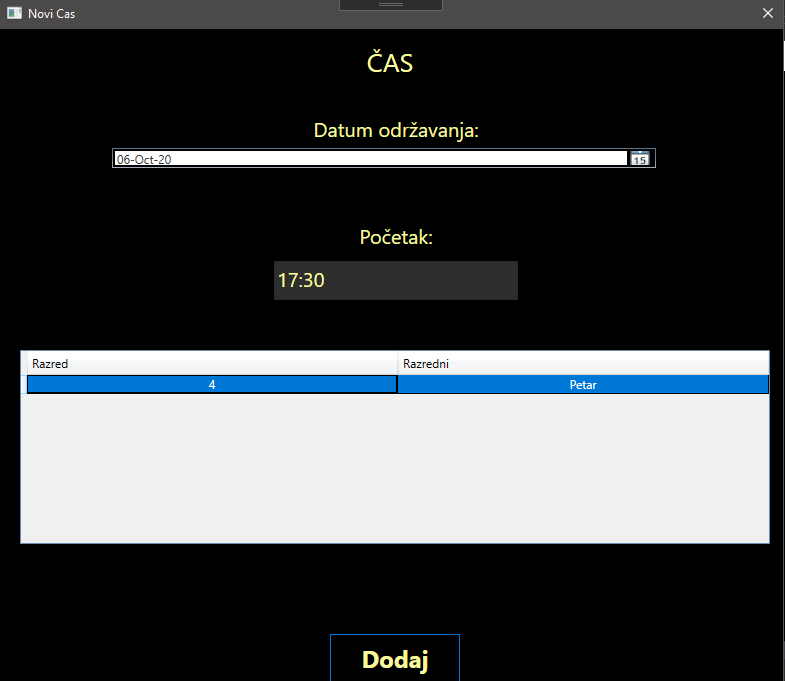 Novi Cas
ČAS
Datum održavanja:
06-Oct-20 15
Početak:
17:30
Razred Razredni
4 Petar
Dodaj